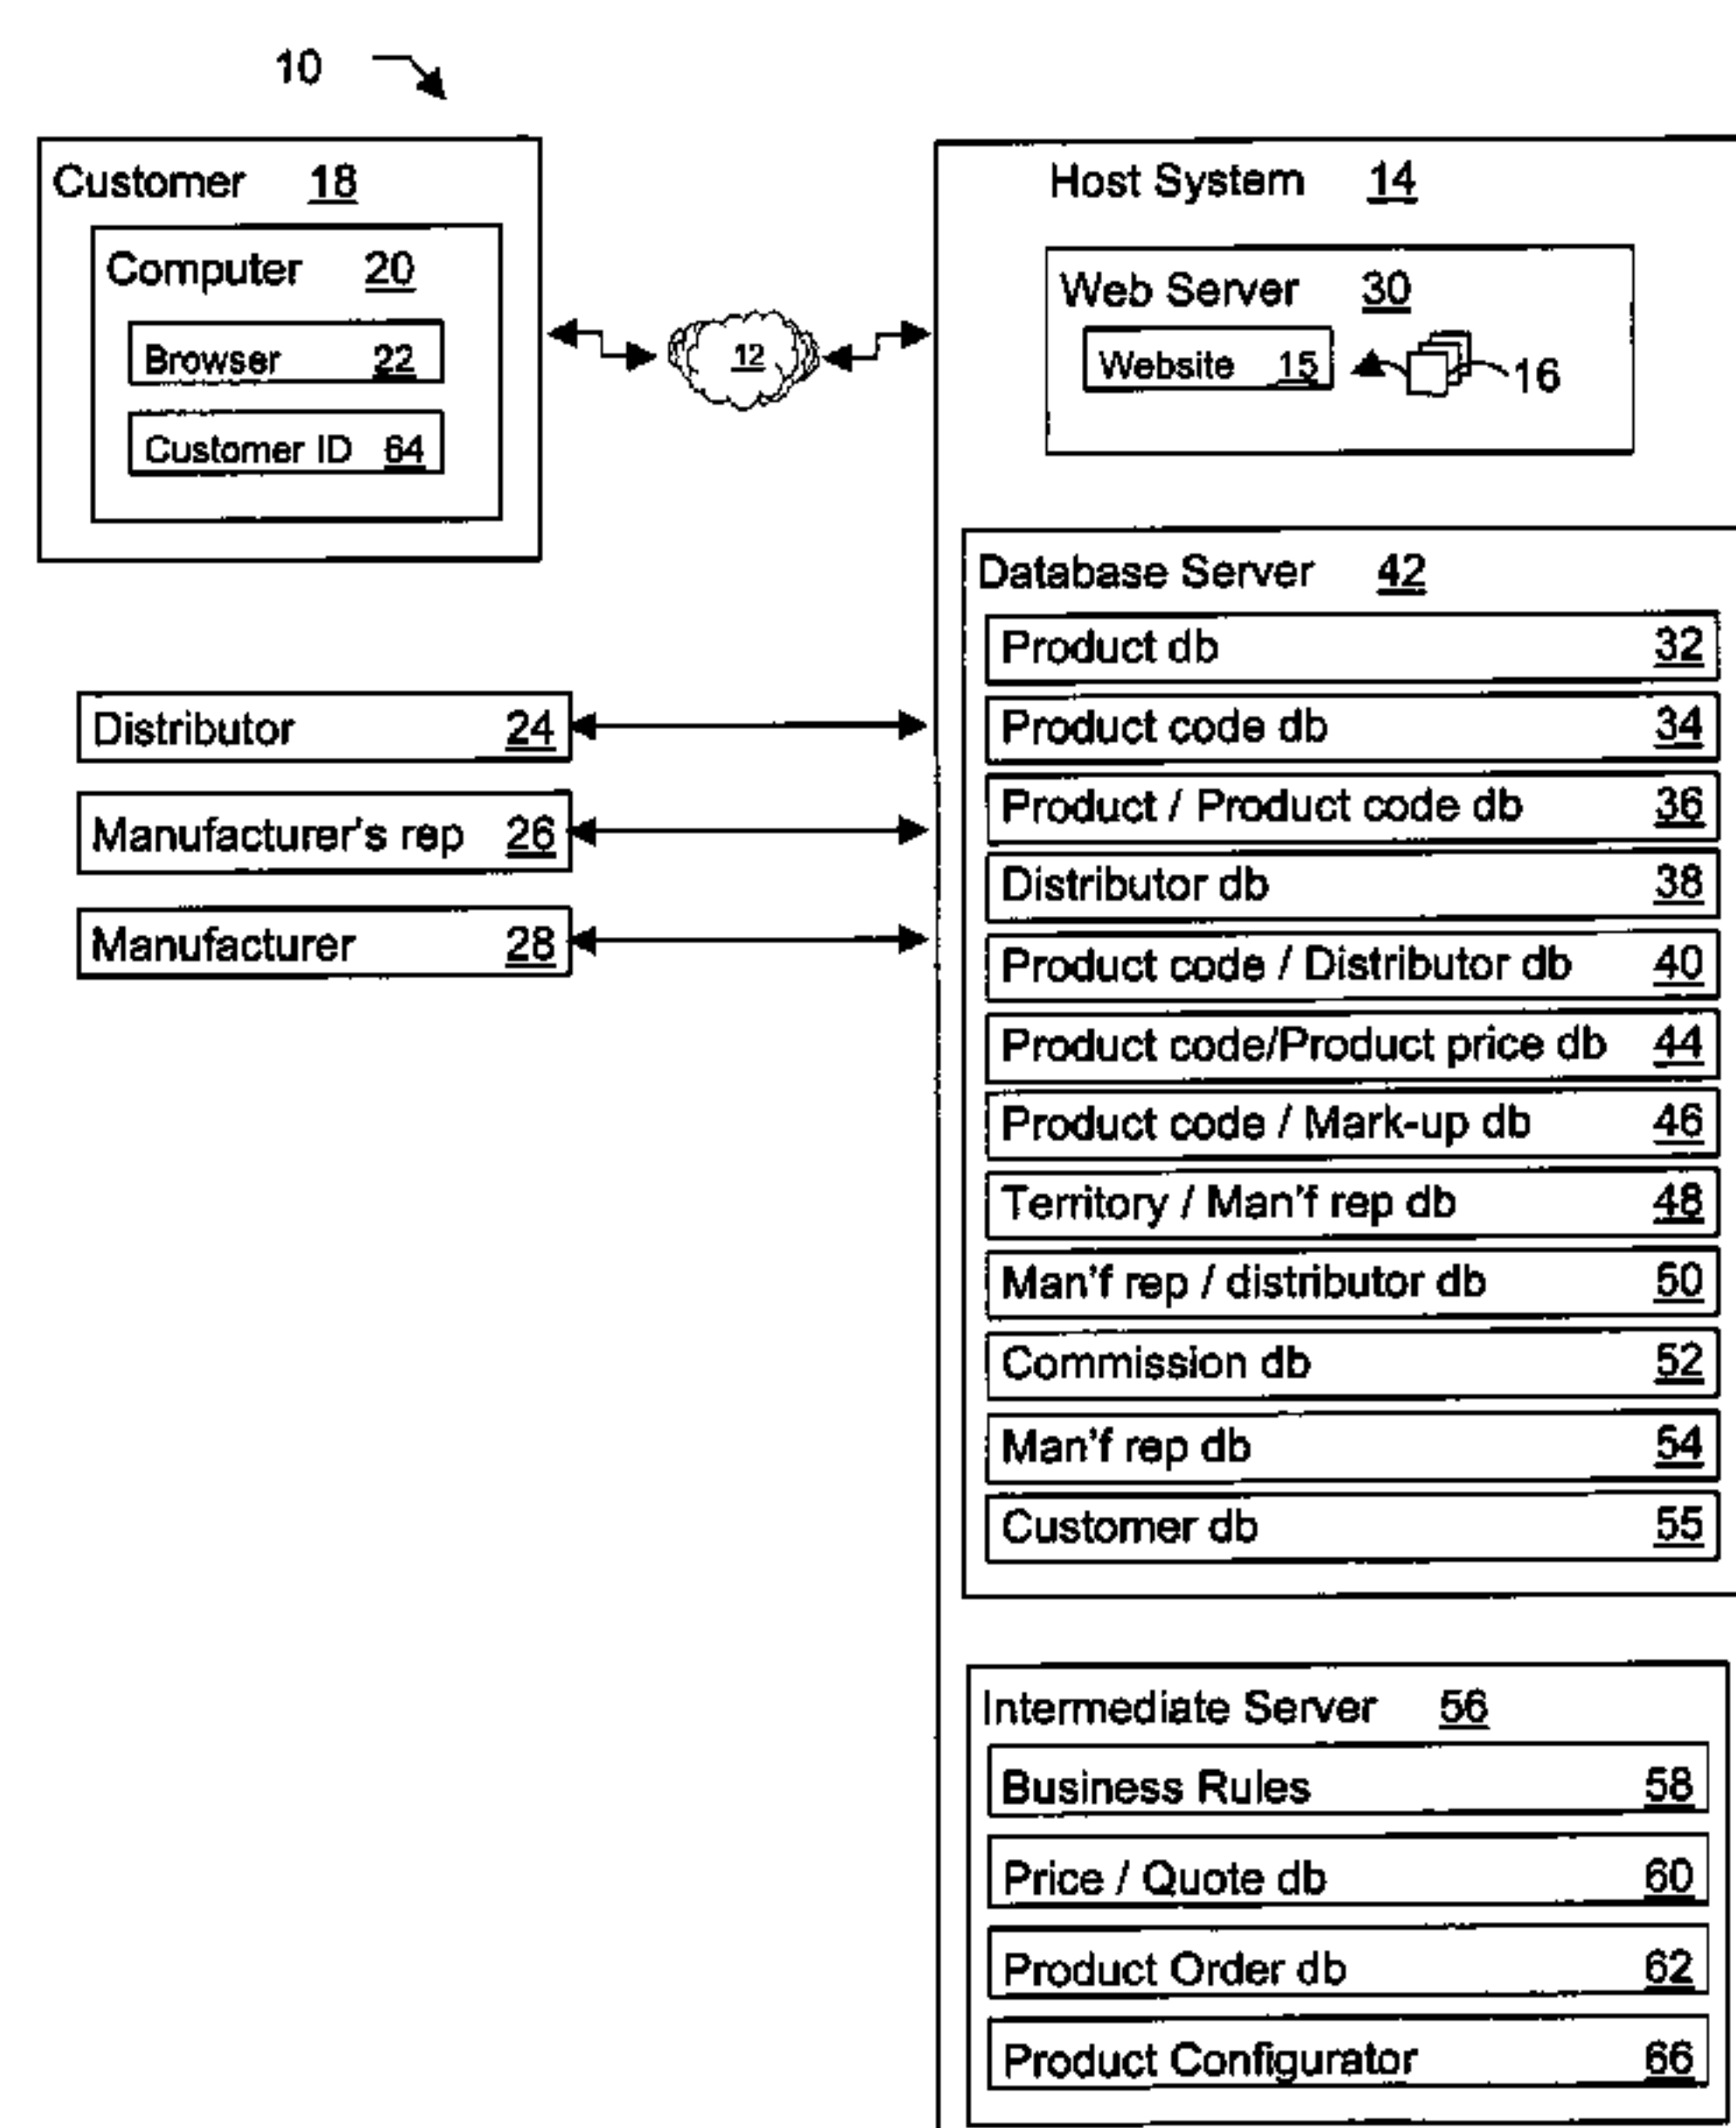 10
Customer 18
Computer 20
Browser 22
Customer ID 64
12
Host System 14
Web Server 30
Website 15
16
Distributor 24
Manufacturer's rep 26
Manufacturer 28
Database Server 42
Product db 32
Product code db 34
Product / Product code db 36
Distributor db 38
Product code / Distributor db 40
Product code/Product price db 44
Product code / Mark-up db 46
Territory / Man'f rep db 48
Man'f rep / distributor db 50
Commission db 52
Man'f rep db 54
Customer db 55
Intermediate Server 56
Business Rules 58
Price / Quote db 60
Product Order db 62
Product Configurator 66